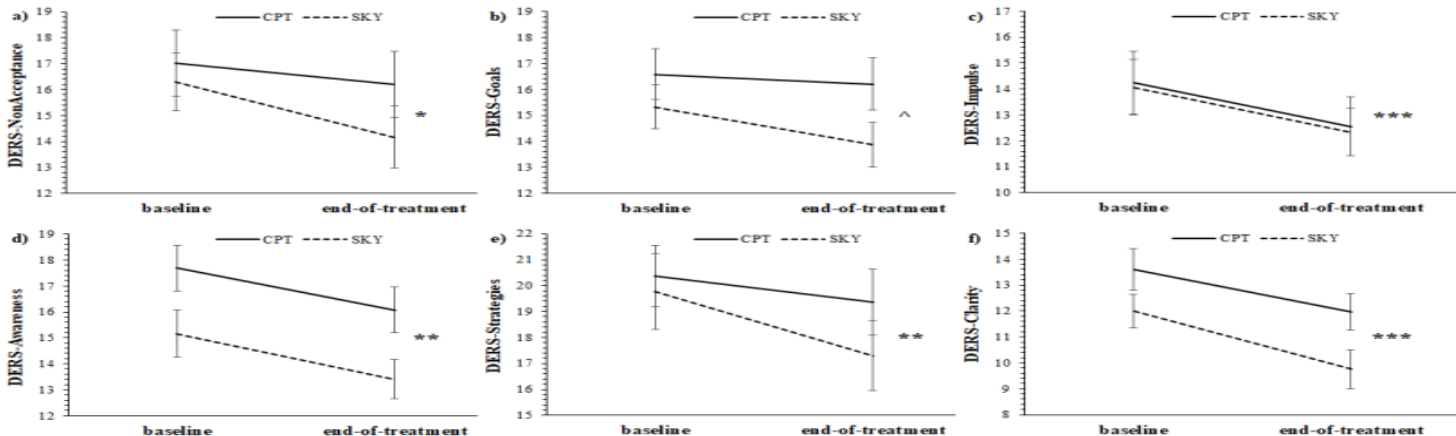 a)
CPT
SKY
DERS-NonAcceptance
19
18
17
16
15
14
13
12
*
baseline
end-of-treatment
b)
CPT
SKY
DERS-Goals
19
18
17
16
15
14
13
12
^
baseline
end-of-treatment
c)
CPT
SKY
DERS-Impulse
17
16
15
14
13
12
11
10
***
baseline
end-of-treatment
d)
CPT
SKY
DERS-Awareness
19
18
17
16
15
14
13
12
**
baseline
end-of-treatment
e)
CPT
SKY
DERS-Strategies
22
21
20
19
18
17
16
15
**
baseline
end-of-treatment
f)
CPT
SKY
DERS-Clarity
15
14
13
12
11
10
9
8
***
baseline
end-of-treatment